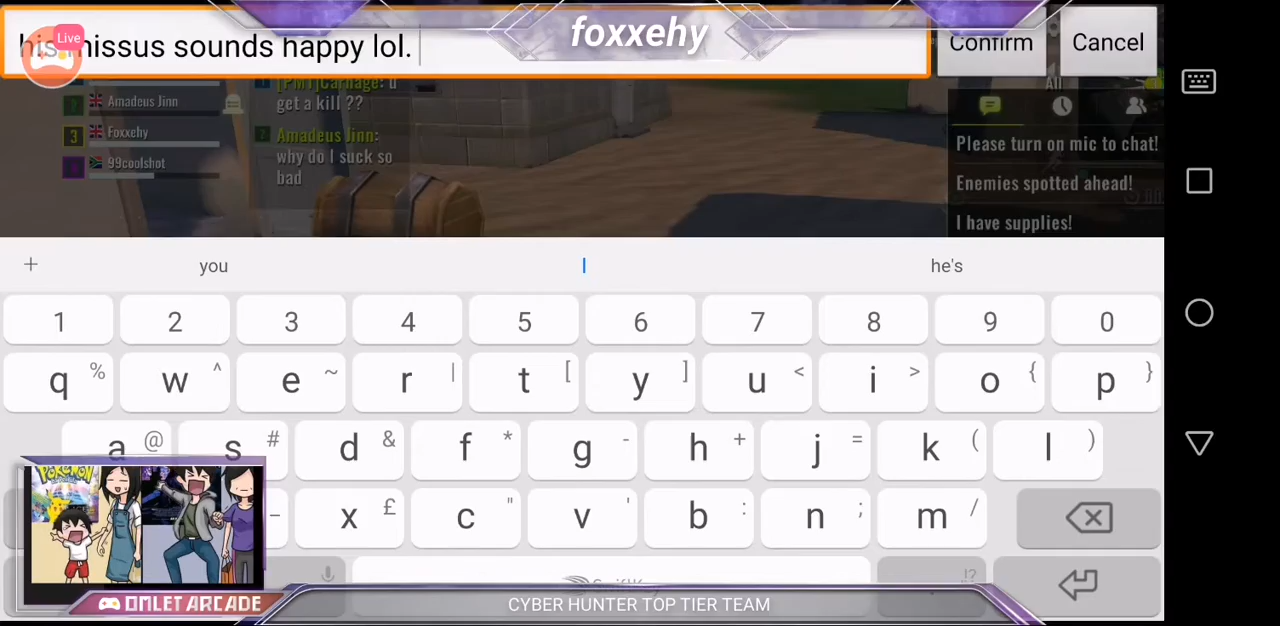 foxxehy
Live
his missus sounds happy lol.
Confirm
Cancel
All
[PMT]Carnage: u
get a kill ??
Amadeus Jinn
Amadeus Jinn:
why do I suck so
bad
3 Foxxehy
99coolshot
Please turn on mic to chat!
Enemies spotted ahead!
I have supplies!
+ you I he's
1 2 3 4 5 6 7 8 9 0
q % w ^ e ~ r | t [ y ] u < i > o { p }
a @ s # d & f * g - h + j = k ( l )
_ x £ c " v ' b : n ; m /
!?
POKÉMON
OMLET ARCADE
CYBER HUNTER TOP TIER TEAM